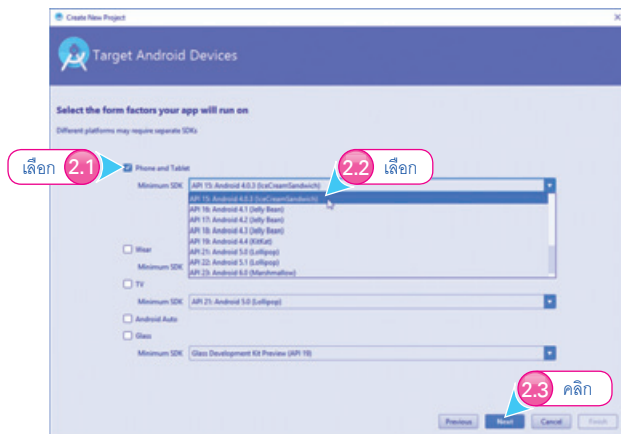 Create New Project
Target Android Devices
Select the form factors your app will run on
Different platforms may require separate SDKs
เลือก 2.1
Phone and Tablet
2.2 เลือก
Minimum SDK API 15: Android 4.0.3 (IceCreamSandwich)
API 15: Android 4.0.3 (IceCreamSandwich)
API 16: Android 4.1 (Jelly Bean)
API 17: Android 4.2 (Jelly Bean)
API 18: Android 4.3 (Jelly Bean)
API 19: Android 4.4 (KitKat)
API 21: Android 5.0 (Lollipop)
API 22: Android 5.1 (Lollipop)
API 23: Android 6.0 (Marshmallow)
Wear
Minimum SDK
TV
Minimum SDK API 21: Android 5.0 (Lollipop)
Android Auto
Glass
Minimum SDK Glass Development Kit Preview (API 19)
2.3 คลิก
Previous Next Cancel Finish